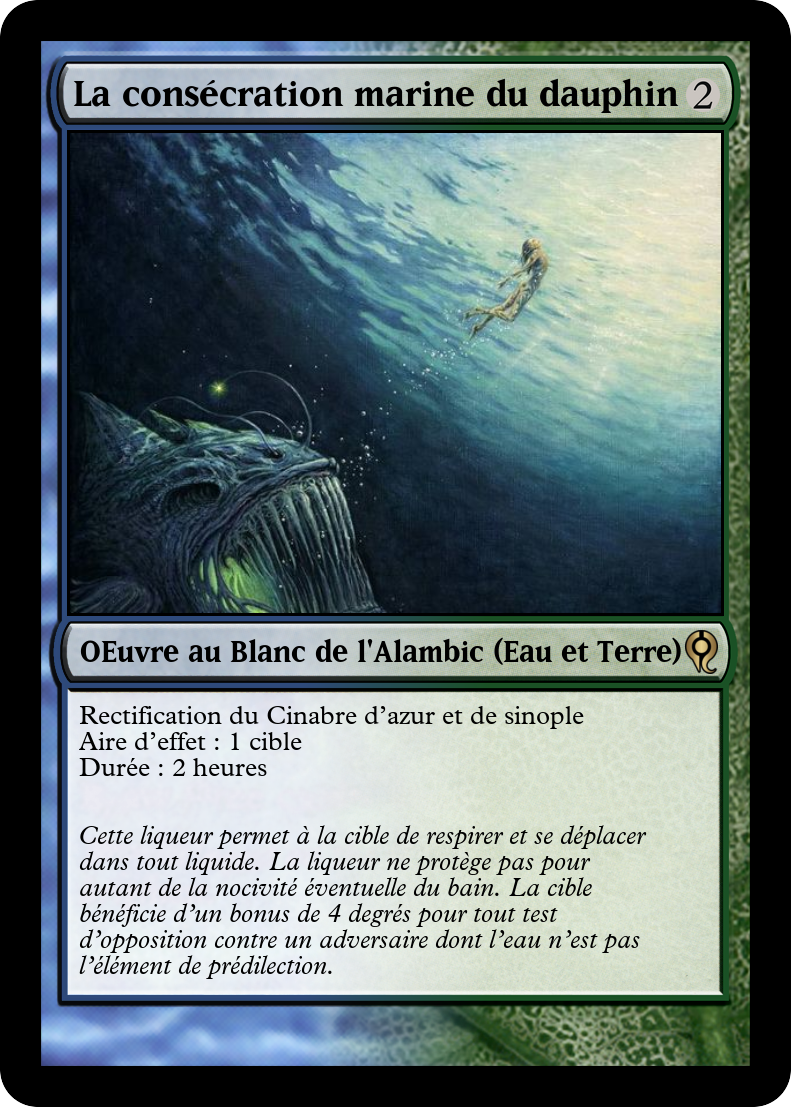 La consécration marine du dauphin 2
OEuvre au Blanc de l'Alambic (Eau et Terre)
Rectification du Cinabre d’azur et de sinople
Aire d’effet : 1 cible
Durée : 2 heures
Cette liqueur permet à la cible de respirer et se déplacer
dans tout liquide. La liqueur ne protège pas pour
autant de la nocivité éventuelle du bain. La cible
bénéficie d’un bonus de 4 degrés pour tout test
d’opposition contre un adversaire dont l’eau n’est pas
l’élément de prédilection.